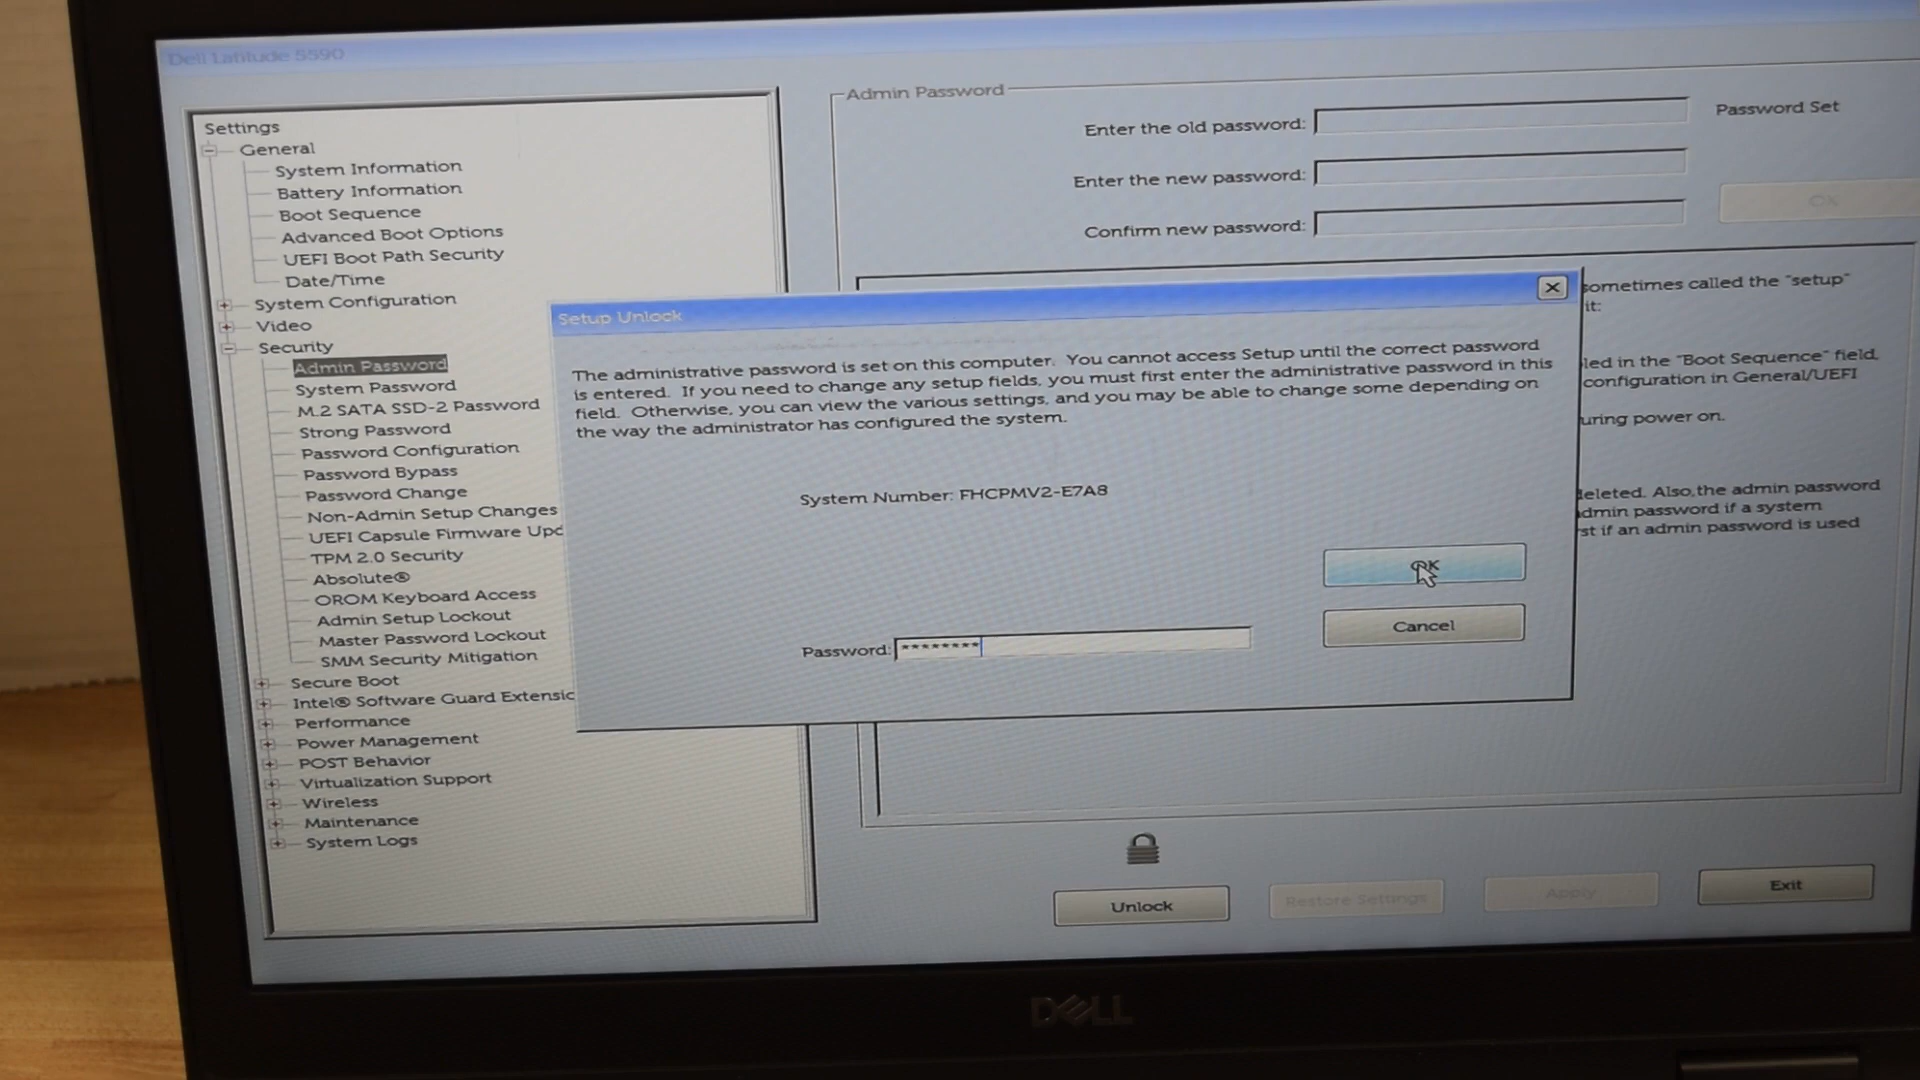 Dell Latitude 5590
Settings
General
System Information
Battery Information
Boot Sequence
Advanced Boot Options
UEFI Boot Path Security
Date/Time
System Configuration
Video
Security
Admin Password
System Password
M.2 SATA SSD-2 Password
Strong Password
Password Configuration
Password Bypass
Password Change
Non-Admin Setup Changes
UEFI Capsule Firmware Upd
TPM 2.0 Security
Absolute®
OROM Keyboard Access
Admin Setup Lockout
Master Password Lockout
SMM Security Mitigation
Secure Boot
Intel® Software Guard Extensic
Performance
Power Management
POST Behavior
Virtualization Support
Wireless
Maintenance
System Logs
Admin Password
Enter the old password:
Password Set
Enter the new password:
Confirm new password:
OK
sometimes called the "setup"
it:
led in the "Boot Sequence" field,
configuration in General/UEFI
uring power on.
deleted. Also,the admin password
dmin password if a system
rst if an admin password is used
Setup Unlock
The administrative password is set on this computer. You cannot access Setup until the correct password
is entered. If you need to change any setup fields, you must first enter the administrative password in this
field. Otherwise, you can view the various settings, and you may be able to change some depending on
the way the administrator has configured the system.
System Number: FHCPMV2-E7A8
OK
Cancel
Password: ********
Unlock
Restore Settings
Apply
Exit
DELL